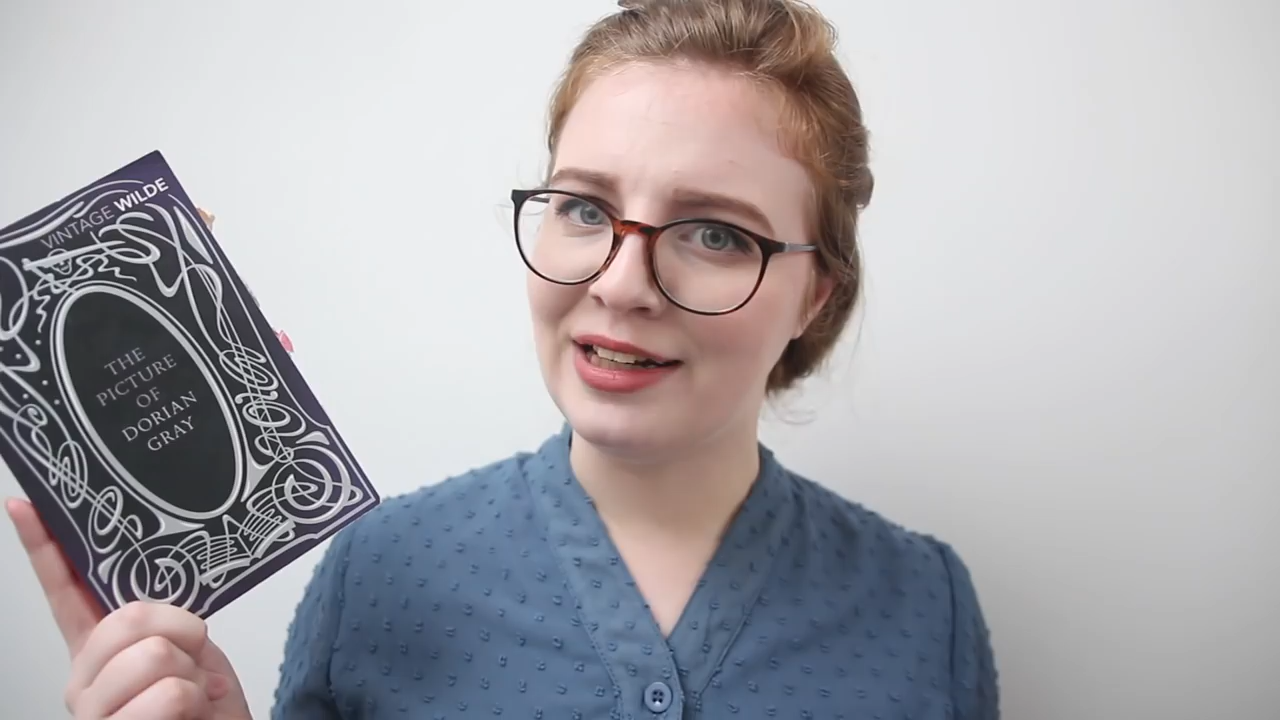 VINTAGE WILDE
THE
PICTURE
OF
DORIAN
GRAY